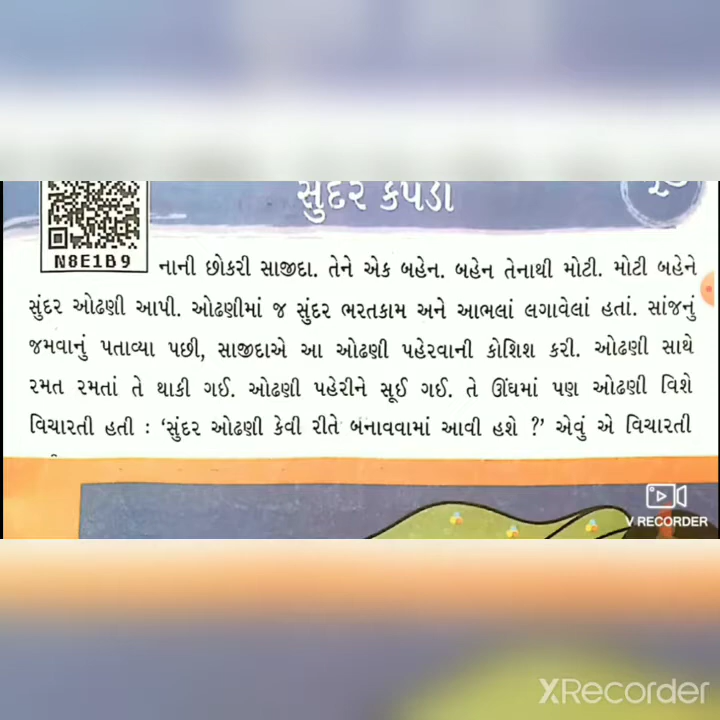 સુંદર કપડાં
N8E1B9
નાની છોકરી સાજીદા. તેને એક બહેન. બહેન તેનાથી મોટી. મોટી બહેને
સુંદર ઓઢણી આપી. ઓઢણીમાં જ સુંદર ભરતકામ અને આભલાં લગાવેલાં હતાં. સાંજનું
જમવાનું પતાવ્યા પછી, સાજીદાએ આ ઓઢણી પહેરવાની કોશિશ કરી. ઓઢણી સાથે
રમત રમતાં તે થાકી ગઈ. ઓઢણી પહેરીને સૂઈ ગઈ. તે ઊંઘમાં પણ ઓઢણી વિશે
વિચારતી હતી : ‘સુંદર ઓઢણી કેવી રીતે બનાવવામાં આવી હશે ?’ એવું એ વિચારતી
V RECORDER
XRecorder